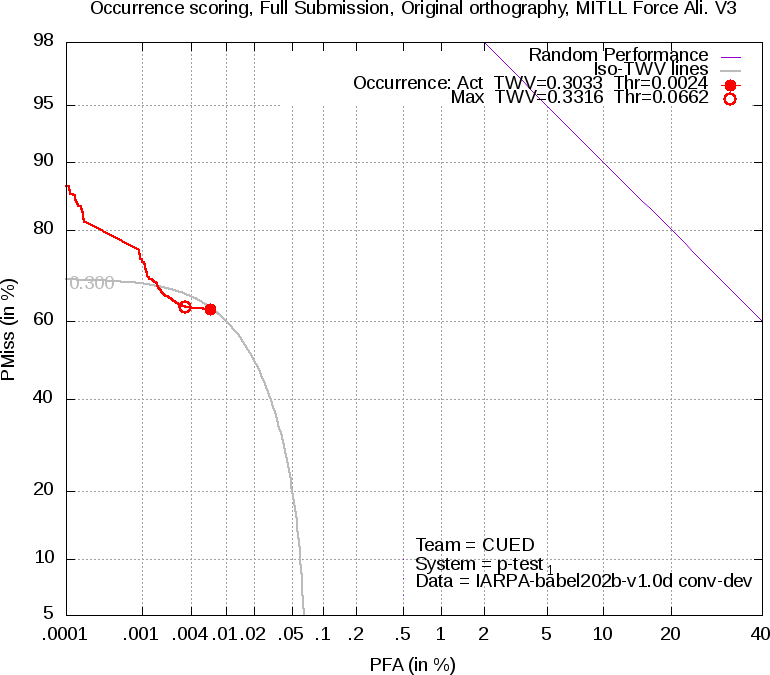 Occurrence scoring, Full Submission, Original orthography, MITLL Force Ali. V3
98
95
90
80
60
40
20
10
5
PMiss (in %)
Random Performance
Iso-TWV lines
Occurrence: Act TWV=0.3033 Thr=0.0024
Max TWV=0.3316 Thr=0.0662
0.300
Team = CUED
System = p-test 1
Data = IARPA-babel202b-v1.0d conv-dev
.0001 .001 .004 .01 .02 .05 .1 .2 .5 1 2 5 10 20 40
PFA (in %)